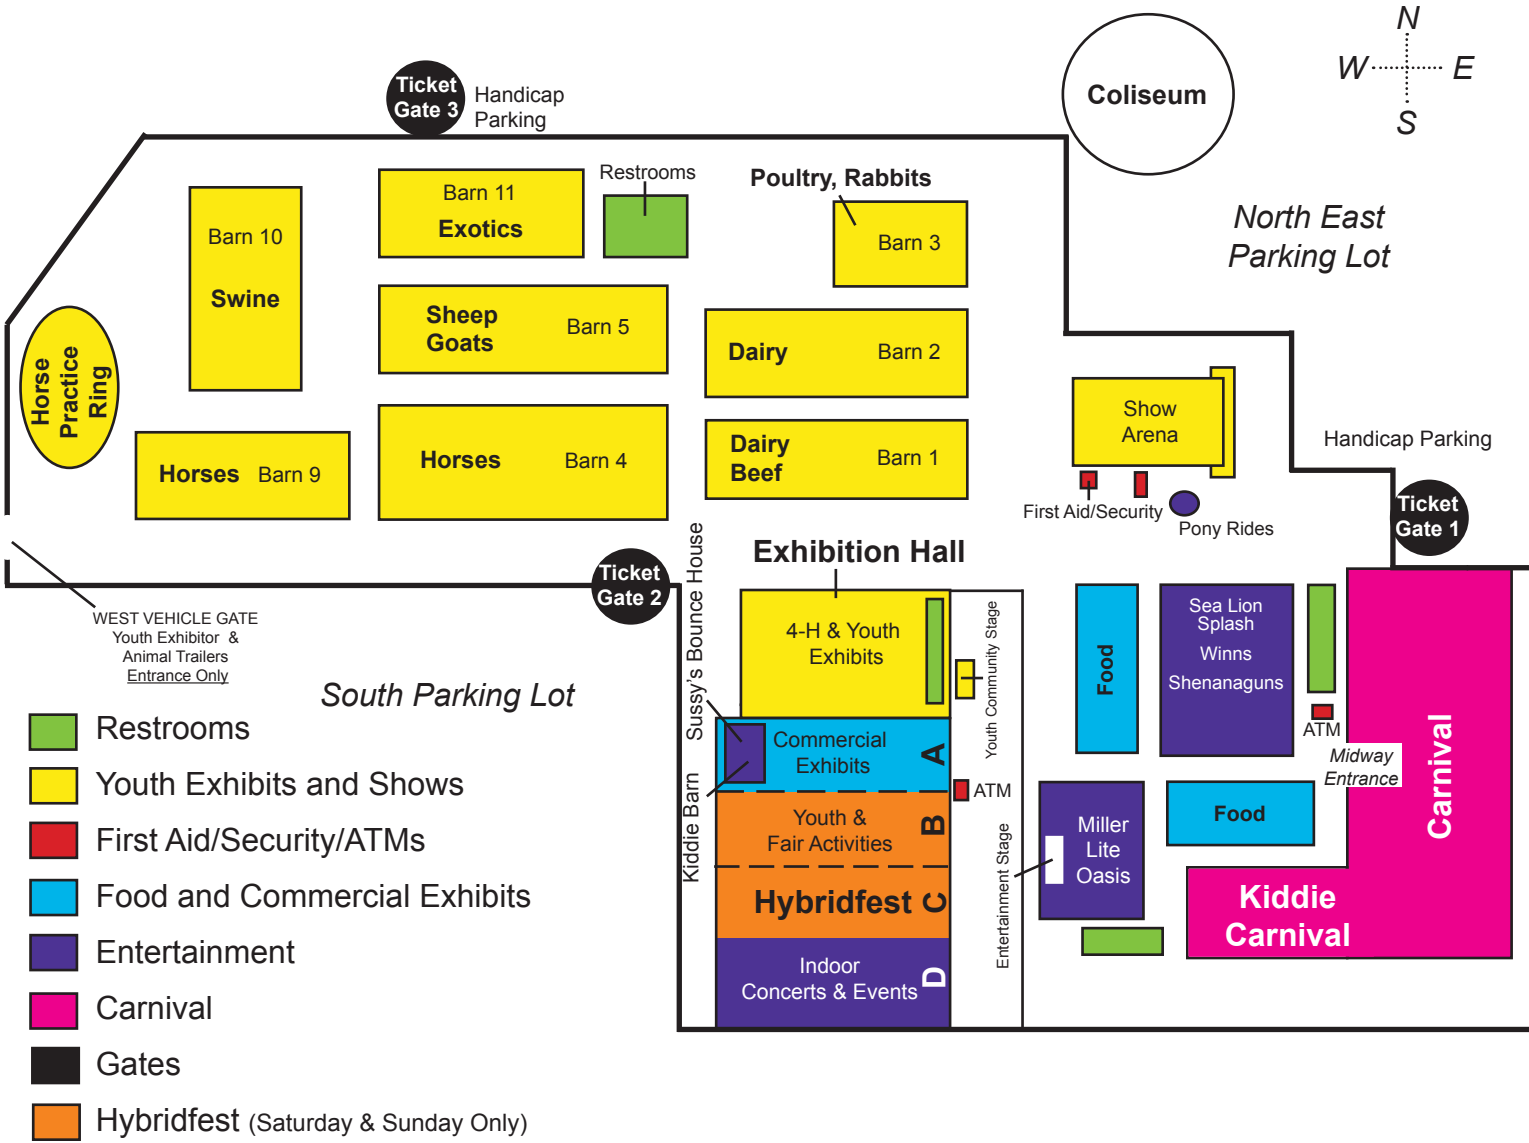 N
W
E
S
Ticket
Gate 3
Handicap
Parking
Coliseum
North East
Parking Lot
Barn 10
Swine
Barn 11
Exotics
Restrooms
Poultry, Rabbits
Barn 3
Sheep
Goats
Barn 5
Dairy
Barn 2
Horse
Practice
Ring
Horses
Barn 9
Horses
Barn 4
Dairy
Beef
Barn 1
Show
Arena
Handicap Parking
First Aid/Security
Pony Rides
Ticket
Gate 1
Ticket
Gate 2
WEST VEHICLE GATE
Youth Exhibitor &
Animal Trailers
Entrance Only
South Parking Lot
Sussy's Bounce House
Kiddie Barn
Exhibition Hall
4-H & Youth
Exhibits
Youth Community Stage
Commercial
Exhibits
A
ATM
Youth &
Fair Activities
B
Hybridfest
C
Indoor
Concerts & Events
D
Entertainment Stage
Food
Sea Lion
Splash
Winns
Shenanaguns
ATM
Midway
Entrance
Food
Miller
Lite
Oasis
Carnival
Kiddie
Carnival
Restrooms
Youth Exhibits and Shows
First Aid/Security/ATMs
Food and Commercial Exhibits
Entertainment
Carnival
Gates
Hybridfest (Saturday & Sunday Only)